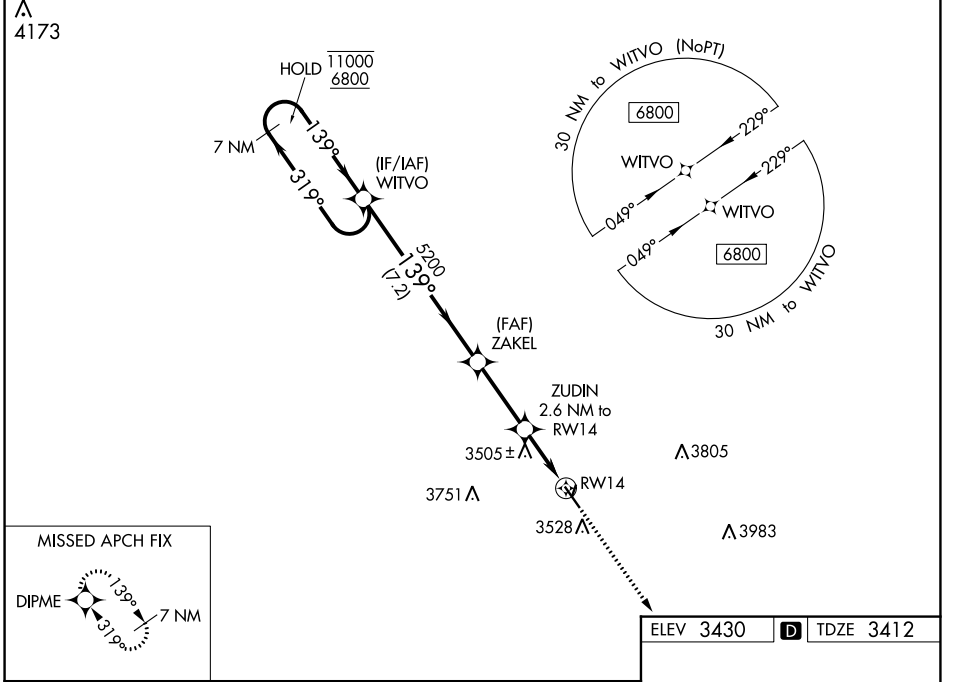 4173
HOLD 11000
6800
7 NM
139°
319°
(IF/IAF)
WITVO
5200
139°
(7.2)
(FAF)
ZAKEL
ZUDIN
2.6 NM to
RW14
3505±
3805
3751
RW14
3528
3983
30 NM to WITVO (NoPT)
6800
229°
WITVO
049°
229°
WITVO
049°
6800
30 NM to WITVO
MISSED APCH FIX
DIPME
139°
319°
7 NM
ELEV 3430 D TDZE 3412